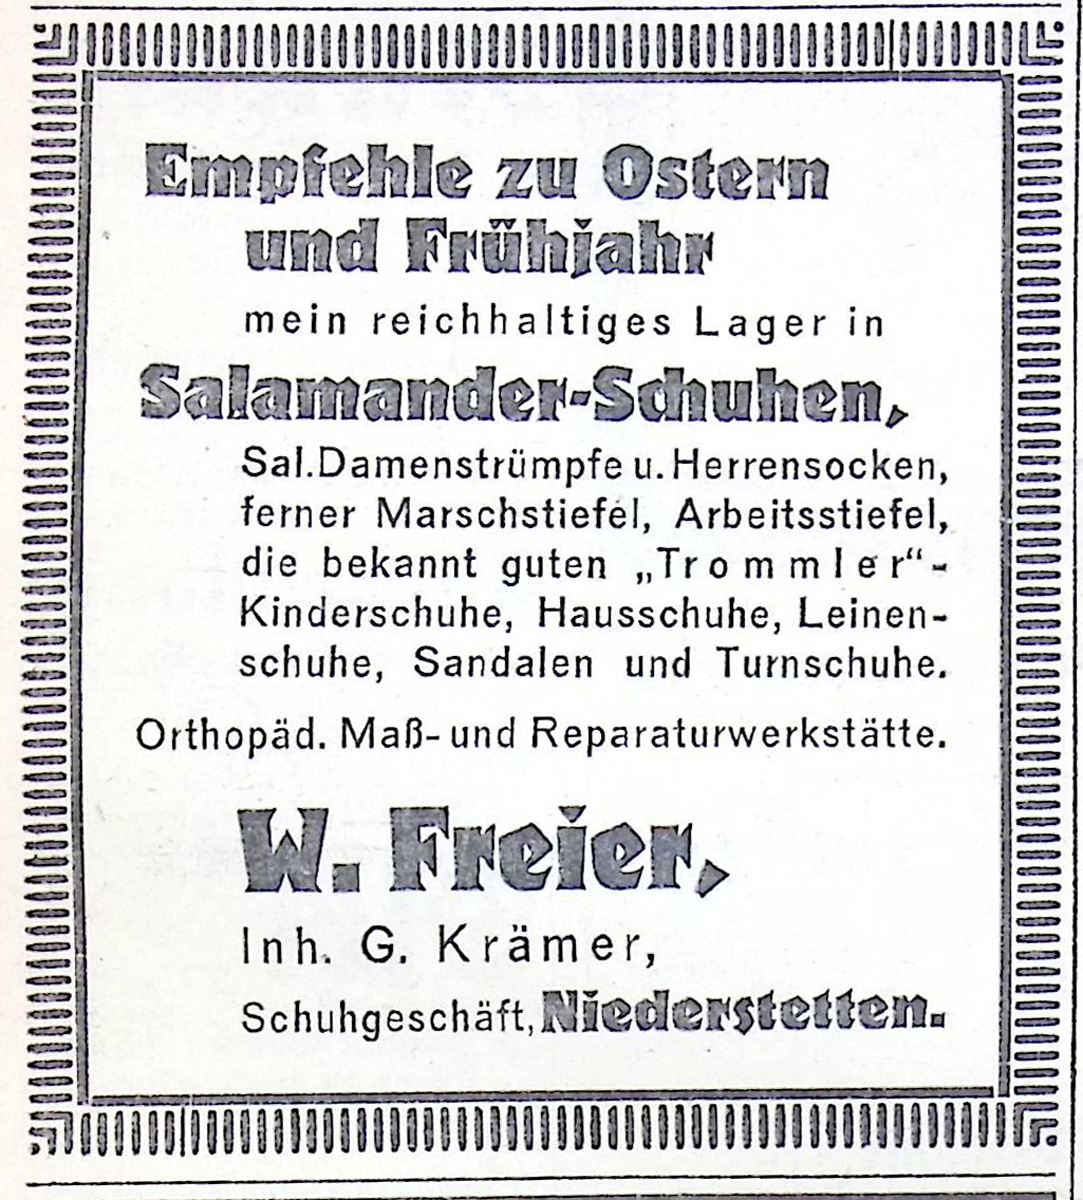 Empfehle zu Ostern
und Frühjahr
mein reichhaltiges Lager in
Salamander-Schuhen,
Sal. Damenstrümpfe u. Herrensocken,
ferner Marschstiefel, Arbeitsstiefel,
die bekannt guten „Trommler“-
Kinderschuhe, Hausschuhe, Leinen-
schuhe, Sandalen und Turnschuhe.
Orthopäd. Maß- und Reparaturwerkstätte.
W. Freier,
Inh. G. Krämer,
Schuhgeschäft, Niederstetten.